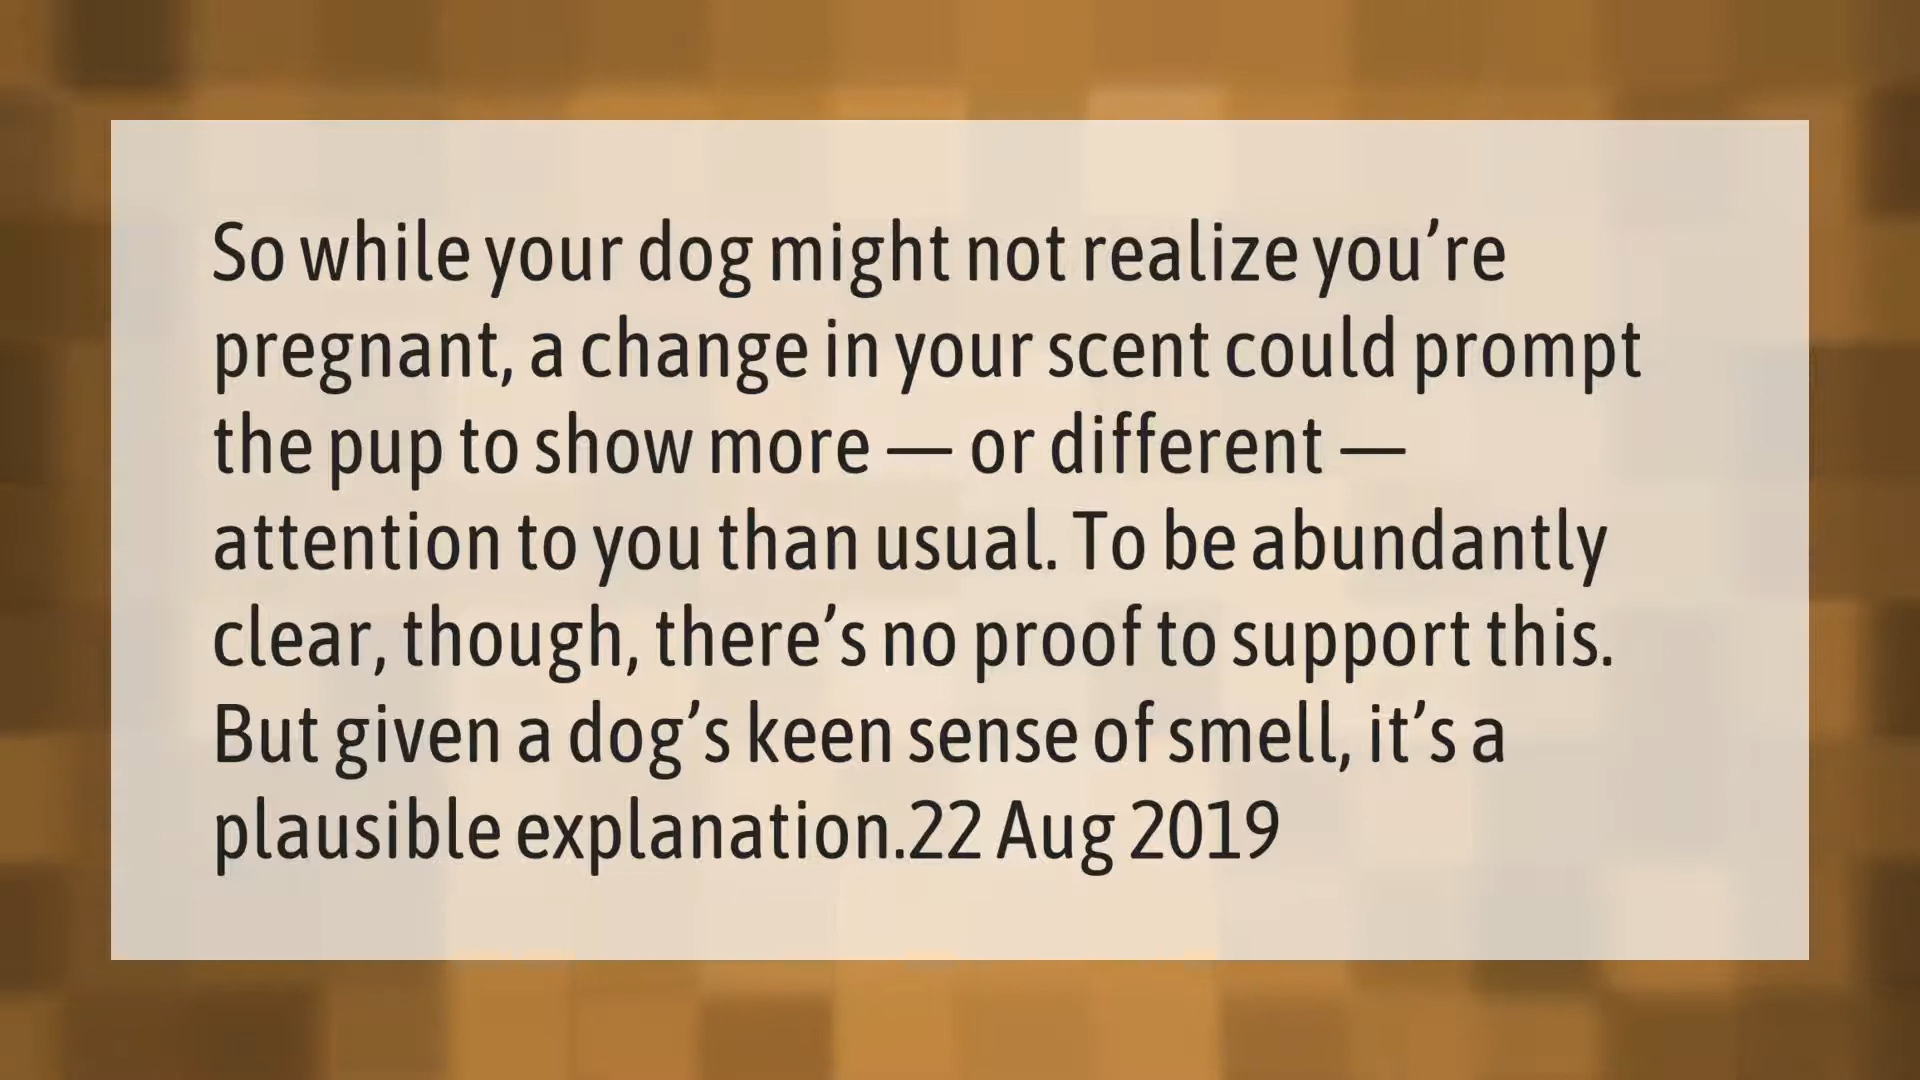 So while your dog might not realize you’re
pregnant, a change in your scent could prompt
the pup to show more — or different —
attention to you than usual. To be abundantly
clear, though, there’s no proof to support this.
But given a dog’s keen sense of smell, it’s a
plausible explanation.22 Aug 2019